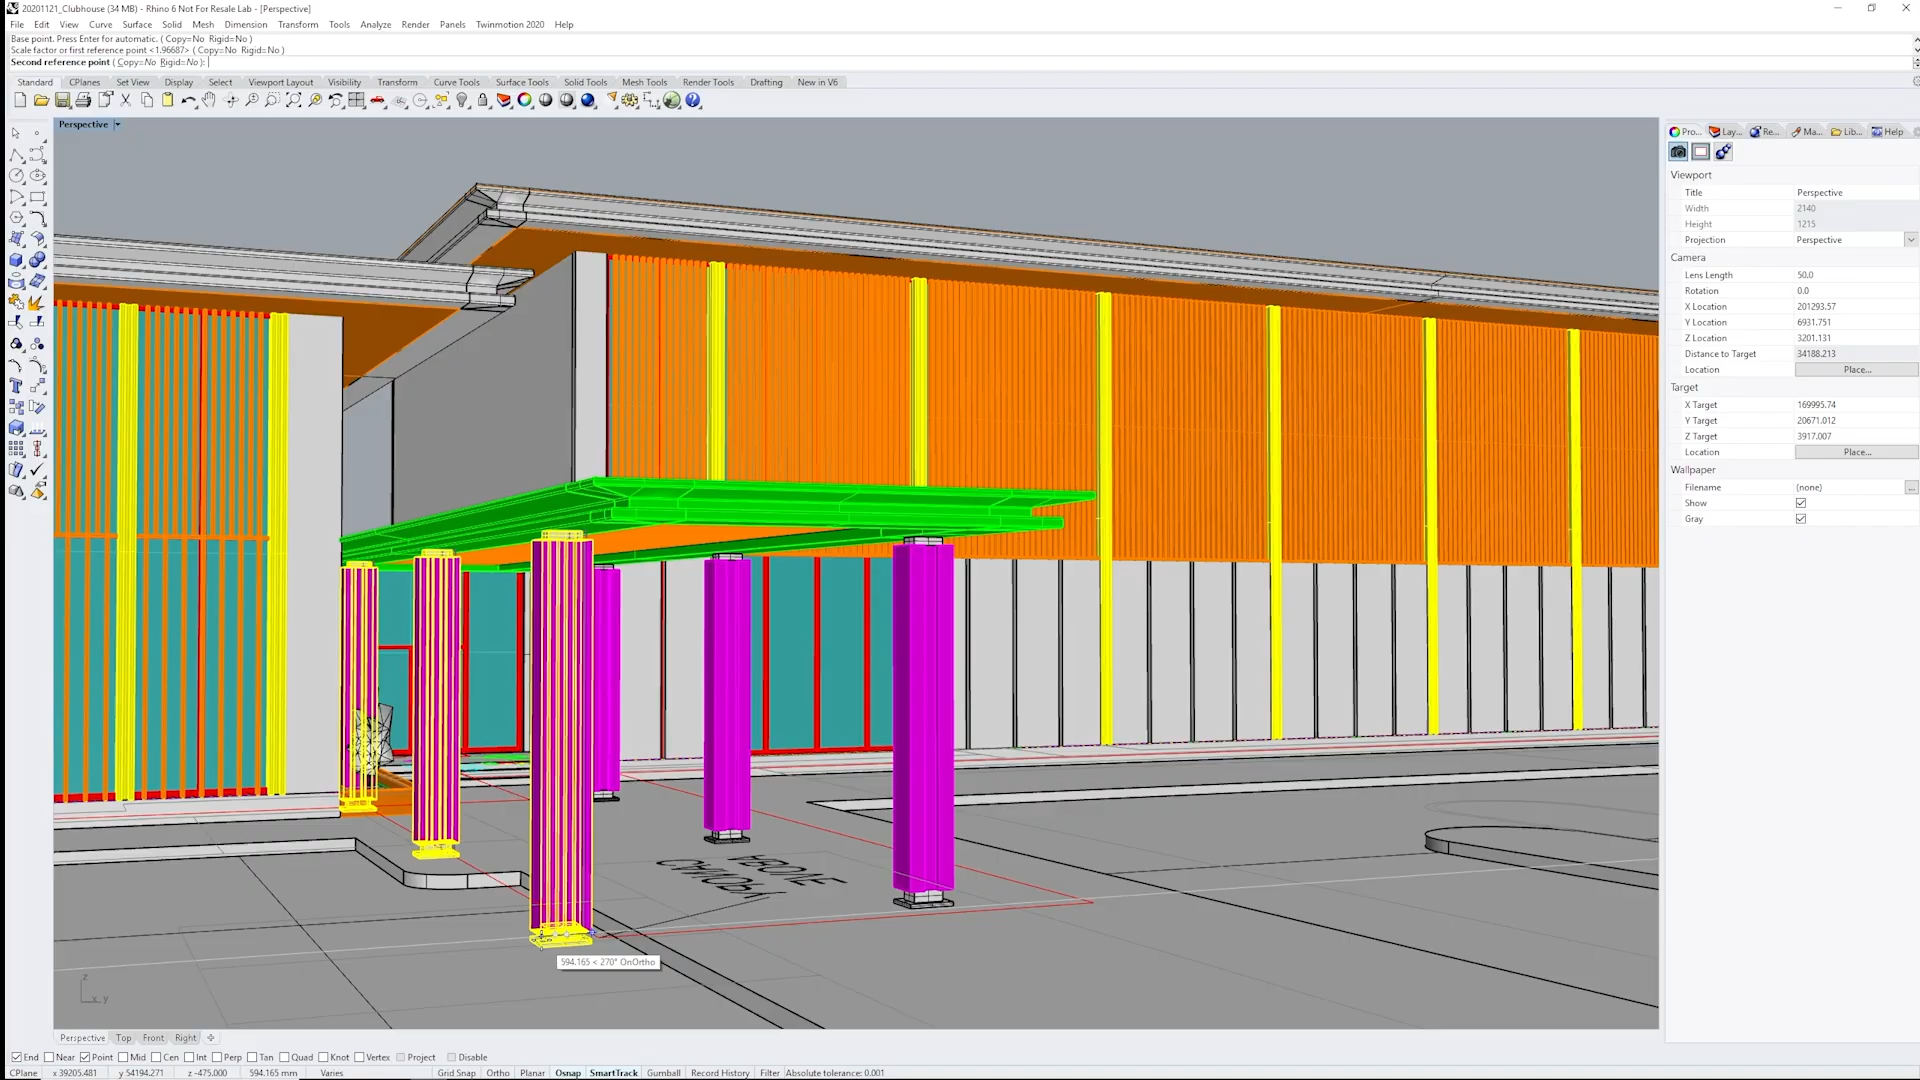 20201121_Clubhouse (34 MB) - Rhino 6 Not For Resale Lab - [Perspective]
File Edit View Curve Surface Solid Mesh Dimension Transform Tools Analyze Render Panels Twinmotion 2020 Help
Base point. Press Enter for automatic. ( Copy=No Rigid=No )
Scale factor or first reference point <1.96687> ( Copy=No Rigid=No )
Second reference point ( Copy=No Rigid=No ):
Standard CPlanes Set View Display Select Viewport Layout Visibility Transform Curve Tools Surface Tools Solid Tools Mesh Tools Render Tools Drafting New in V6
Perspective
Pro... Lay... Re... Ma... Lib... Help
Viewport
Title Perspective
Width 2140
Height 1215
Projection Perspective
Camera
Lens Length 50.0
Rotation 0.0
X Location 201293.57
Y Location 6931.751
Z Location 3201.131
Distance to Target 34188.213
Location Place...
Target
X Target 169995.74
Y Target 20671.012
Z Target 3917.007
Location Place...
Wallpaper
Filename (none) ...
Show
Gray
CANOPY
ABOVE
594.165 < 270° OnOrtho
z
x y
Perspective Top Front Right
End Near Point Mid Cen Int Perp Tan Quad Knot Vertex Project Disable
CPlane x 39205.481 y 54194.271 z -475.000 594.165 mm Varies Grid Snap Ortho Planar Osnap SmartTrack Gumball Record History Filter Absolute tolerance: 0.001